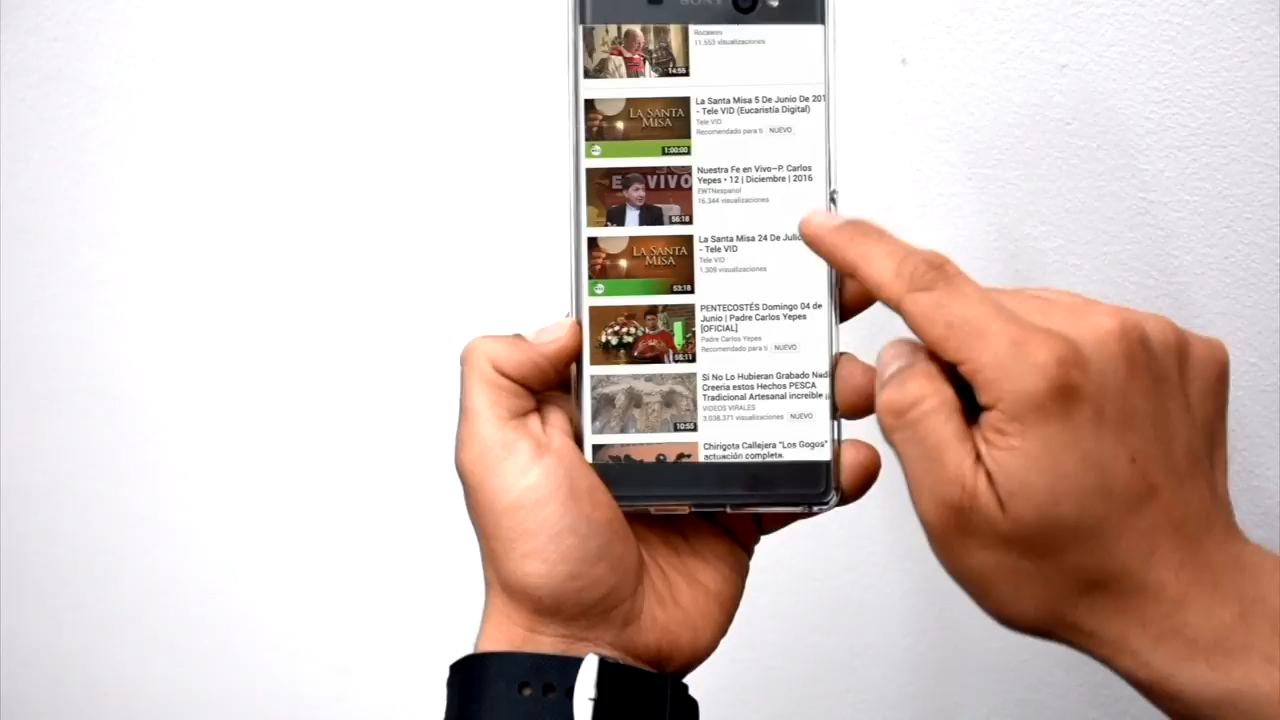 SONY
Rocawos
11.553 visualizaciones
14:55
La Santa Misa 5 De Junio De 201
- Tele VID (Eucaristía Digital)
Tele VID
Recomendado para ti NUEVO
LA SANTA
MISA
1:00:00
Nuestra Fe en Vivo–P. Carlos
Yepes • 12 | Diciembre | 2016
EWTNespanol
16.344 visualizaciones
EN VIVO
56:18
La Santa Misa 24 De Julio
- Tele VID
Tele VID
1.309 visualizaciones
LA SANTA
MISA
53:18
PENTECOSTÉS Domingo 04 de
Junio | Padre Carlos Yepes
[OFICIAL]
Padre Carlos Yepes
Recomendado para ti NUEVO
55:11
Si No Lo Hubieran Grabado Nadi
Creeria estos Hechos PESCA
Tradicional Artesanal increible ¡¡
VIDEOS VIRALES
3.038.371 visualizaciones NUEVO
10:55
Chirigota Callejera "Los Gogos"
actuación completa.